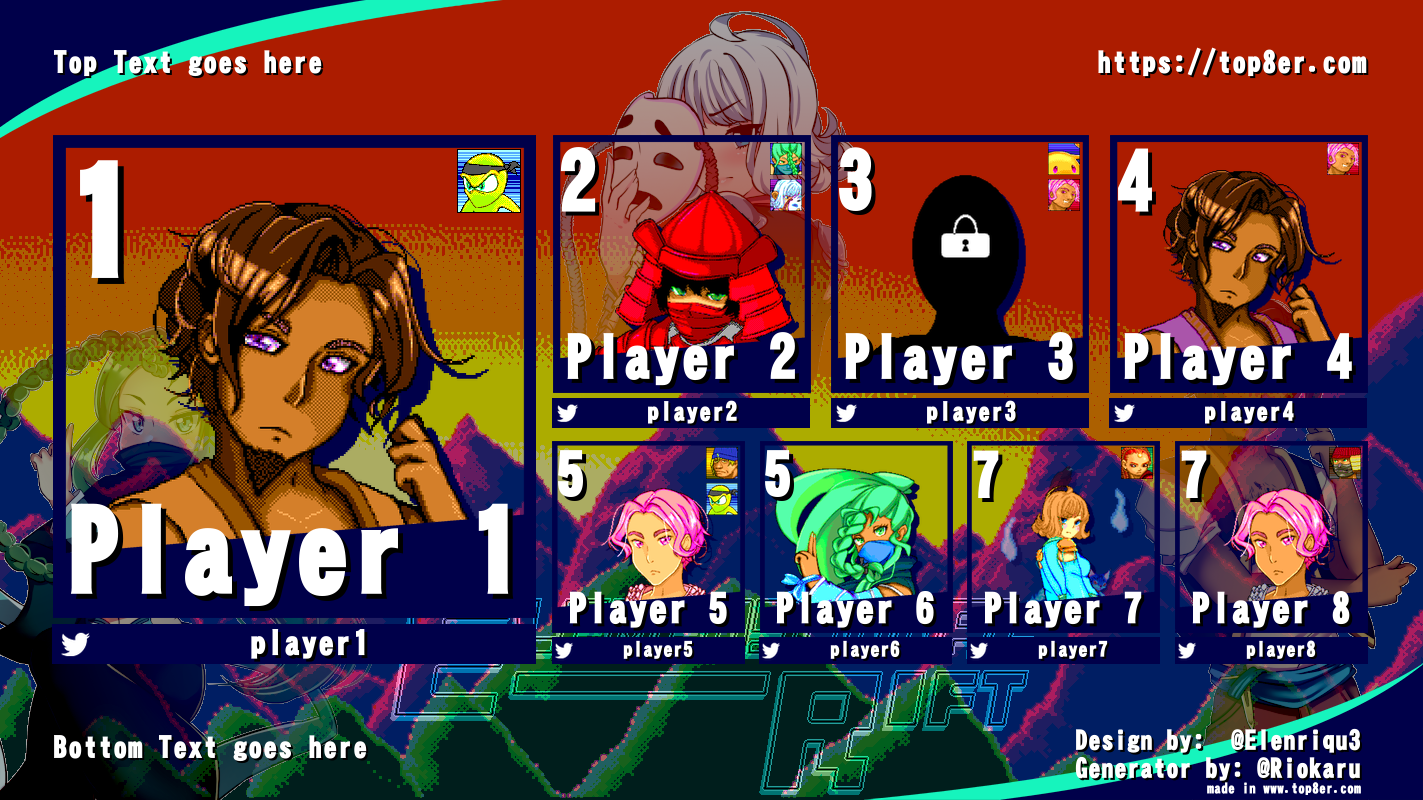 Top Text goes here
https://top8er.com
1
Player 1
player1
2
Player 2
player2
3
Player 3
player3
4
Player 4
player4
5
Player 5
player5
5
Player 6
player6
7
Player 7
player7
7
Player 8
player8
RIFT
Bottom Text goes here
Design by: @Elenriqu3
Generator by: @Riokaru
made in www.top8er.com